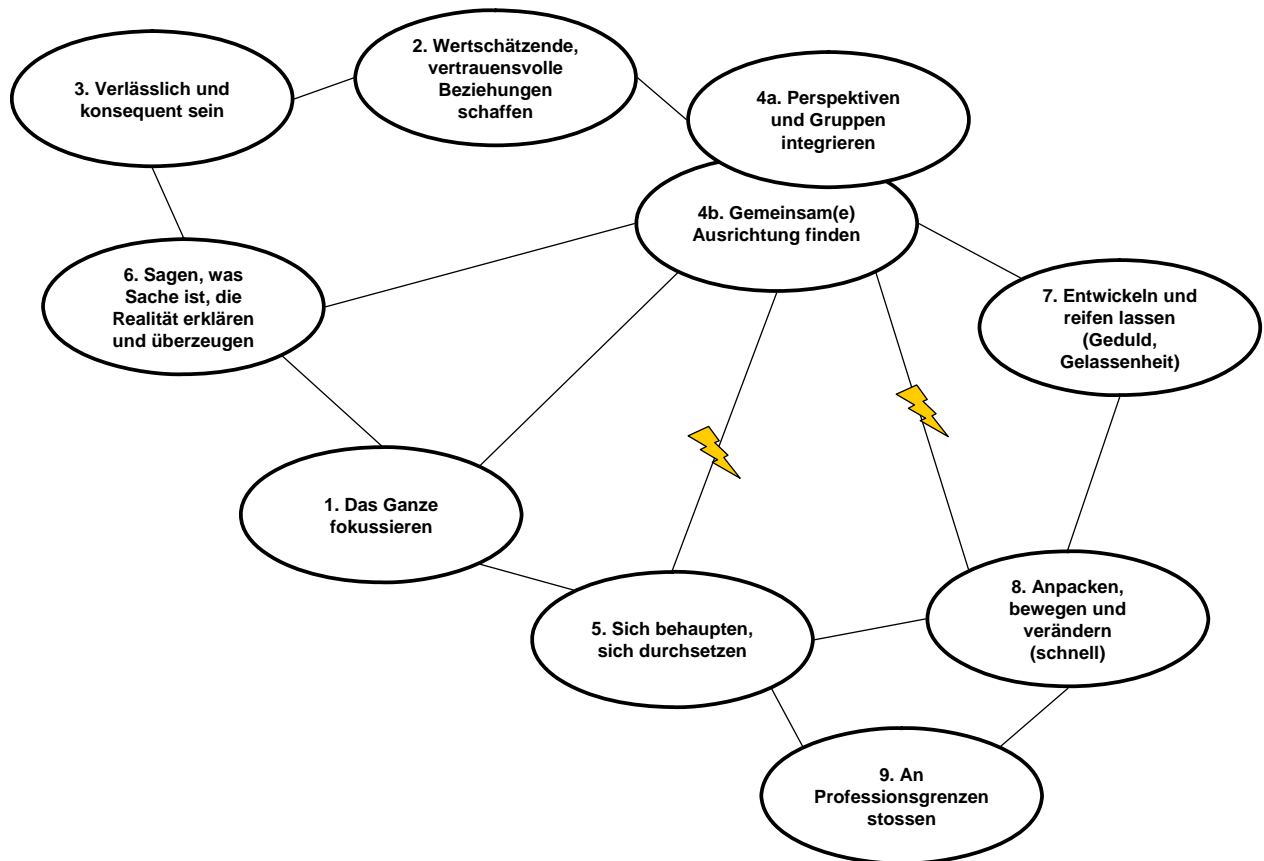 2. Wertschätzende,
vertrauensvolle
Beziehungen
schaffen
3. Verlässlich und
konsequent sein
4a. Perspektiven
und Gruppen
integrieren
4b. Gemeinsam(e)
Ausrichtung finden
6. Sagen, was
Sache ist, die
Realität erklären
und überzeugen
7. Entwickeln und
reifen lassen
(Geduld,
Gelassenheit)
1. Das Ganze
fokussieren
5. Sich behaupten,
sich durchsetzen
8. Anpacken,
bewegen und
verändern
(schnell)
9. An
Professionsgrenzen
stossen